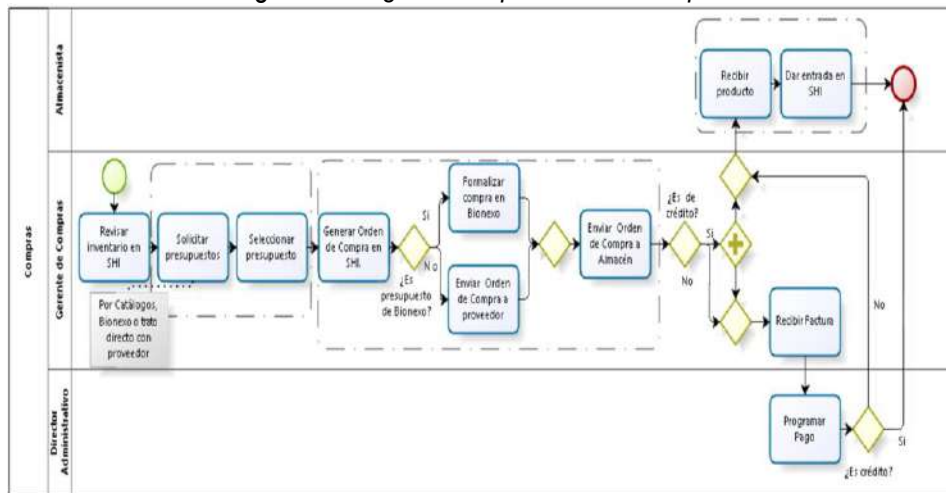 Compras
Almacenista
Recibir
producto
Dar entrada en
SHI
Gerente de Compras
Revisar
inventario en
SHI
Solicitar
presupuestos
Seleccionar
presupuesto
Generar Orden
de Compra en
SHI.
¿Es
presupuesto
de Bionexo?
Si
No
Formalizar
compra en
Bionexo
Enviar Orden
de Compra a
proveedor
Enviar Orden
de Compra a
Almacén
¿Es de
crédito?
Si
No
Recibir Factura
No
Por Catálogos,
Bionexo o trato
directo con
proveedor
Director
Administrativo
Programar
Pago
¿Es crédito?
Si